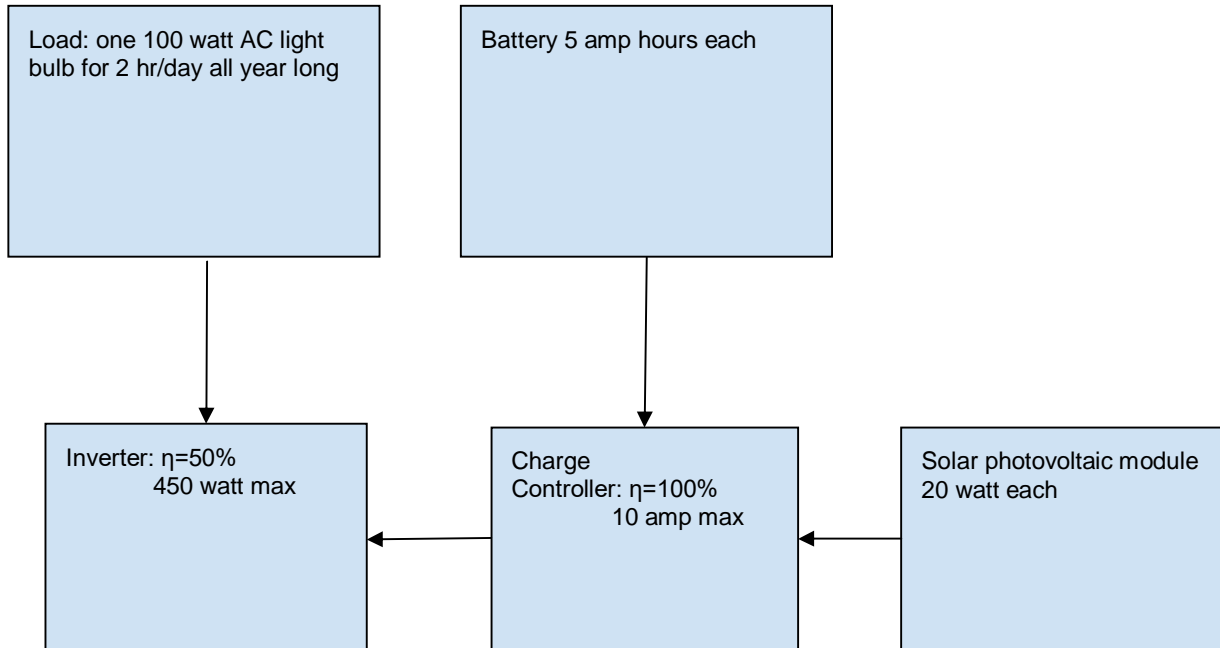 Load: one 100 watt AC light
bulb for 2 hr/day all year long
Battery 5 amp hours each
Inverter: η=50%
450 watt max
Charge
Controller: η=100%
10 amp max
Solar photovoltaic module
20 watt each